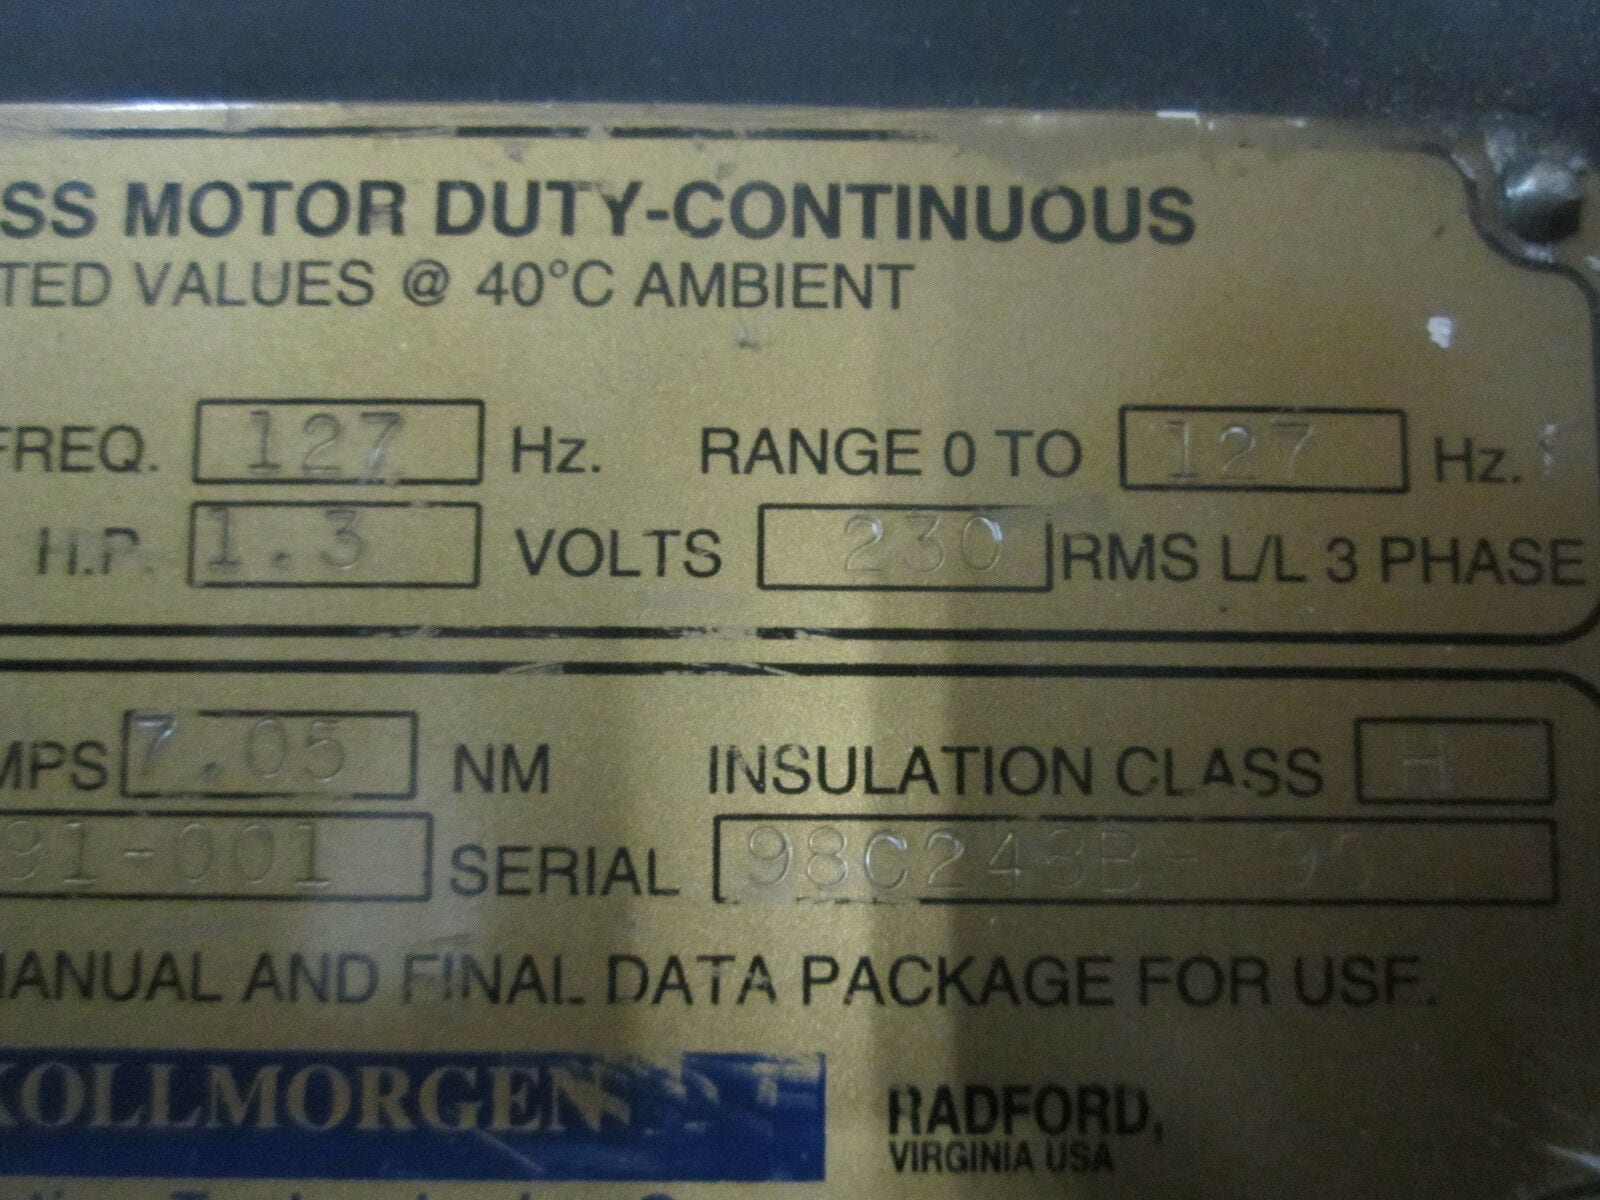 SS MOTOR DUTY-CONTINUOUS
TED VALUES @ 40°C AMBIENT
FREQ. 127 Hz. RANGE 0 TO 127 Hz.
H.P. 1.3 VOLTS 230 RMS L/L 3 PHASE
MPS 7.05 NM INSULATION CLASS H
91-001 SERIAL
MANUAL AND FINAL DATA PACKAGE FOR USE.
KOLLMORGEN
RADFORD,
VIRGINIA USA